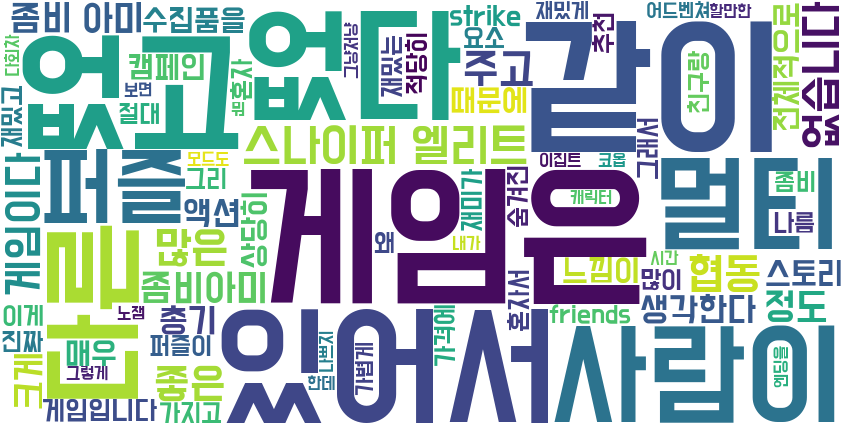 좀비 아미
수집품을
없고
없다
strike
요소
재밌게
어드벤쳐
할만한
추천
같이
전체적으로
없습니다
다회차
재밌고
캠페인
보면
혼자
절대
그냥저냥
재밌는
적당히
주고
때문에
친구랑
그래서
스나이퍼 엘리트
게임이다
퍼즐
모드도
그리
액션
이집트
코옵
멀티
좀비
나름
캐릭터
숨겨진
재미가
게임은
다른
많은
상당히
왜
내가
느낌이
많이
시간
협동
스토리
좀비아미
이게
진짜
노잼
총기
매우
그렇게
퍼즐이
크게
좋은
게임입니다
가지고
있어서
한데
나쁘지
가볍게
가격에
혼자서
friends
생각한다
정도
사람이
엔딩을